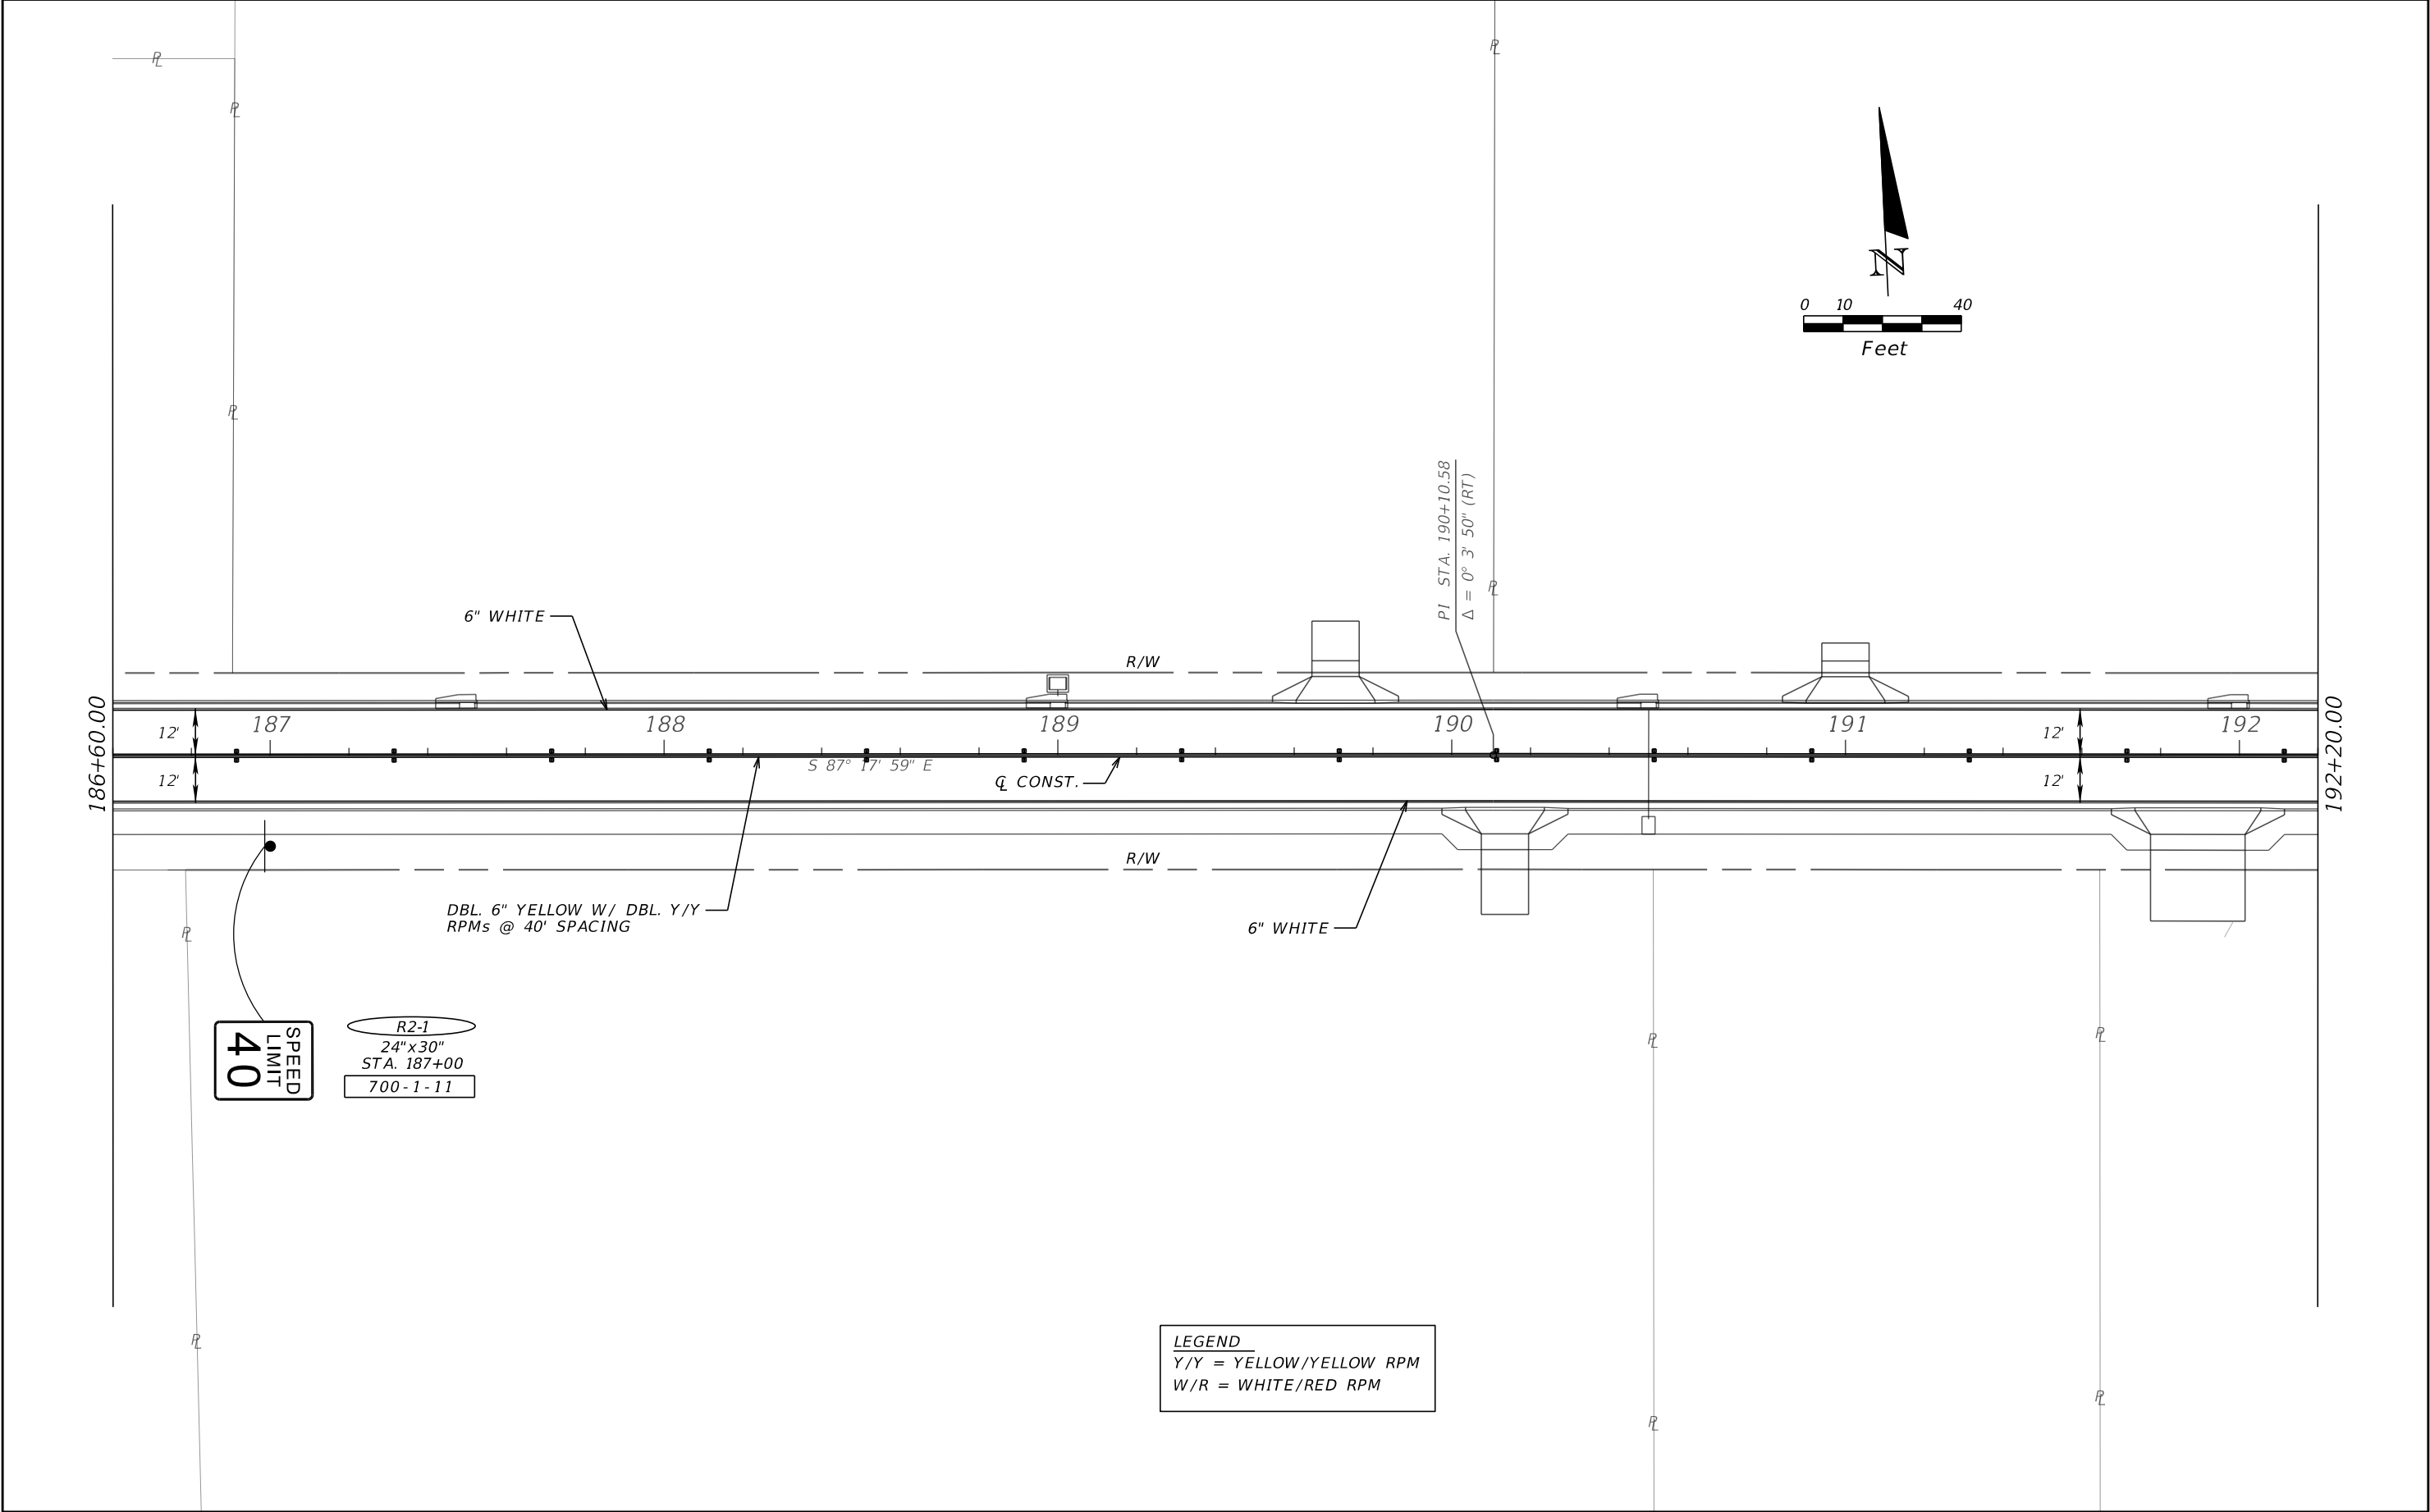 PL
PL
PL
PL
N
0 10 40
Feet
PI STA. 190+10.58
Δ = 0° 3' 50" (RT)
PL
6" WHITE
R/W
186+60.00
12'
187
188
189
190
191
192
12'
192+20.00
12'
S 87° 17' 59" E
CL CONST.
12'
R/W
DBL. 6" YELLOW W/ DBL. Y/Y
RPMs @ 40' SPACING
6" WHITE
PL
SPEED
LIMIT
40
R2-1
24"x30"
STA. 187+00
700-1-11
PL
PL
PL
LEGEND
Y/Y = YELLOW/YELLOW RPM
W/R = WHITE/RED RPM
PL
PL